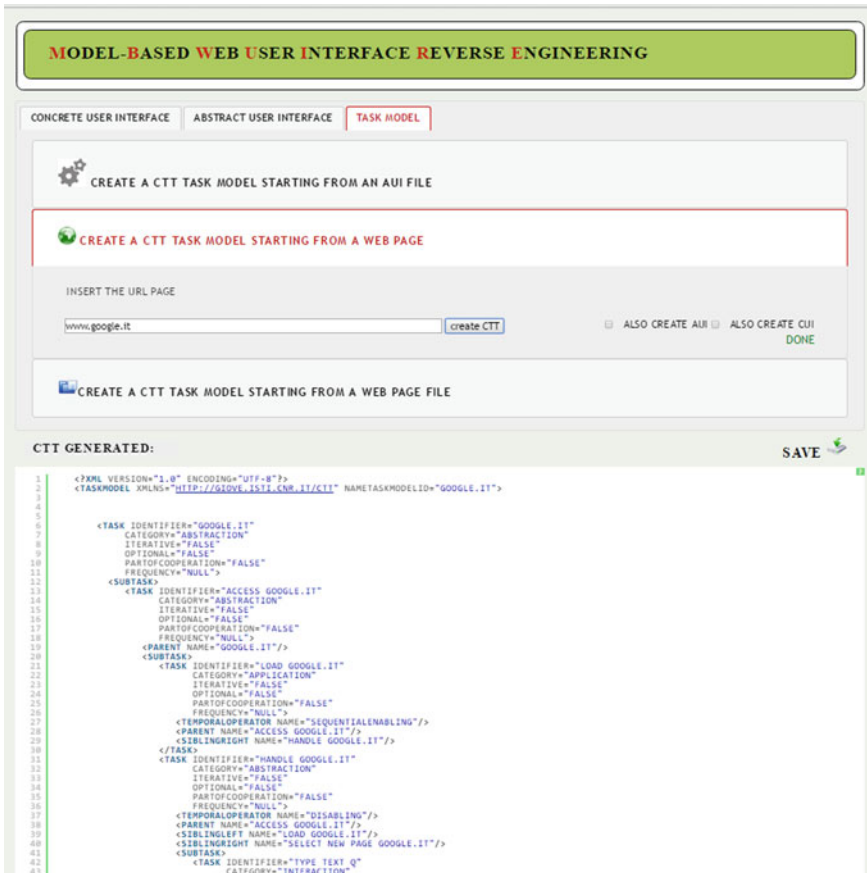 MODEL-BASED WEB USER INTERFACE REVERSE ENGINEERING
CONCRETE USER INTERFACE ABSTRACT USER INTERFACE TASK MODEL
CREATE A CTT TASK MODEL STARTING FROM AN AUI FILE
CREATE A CTT TASK MODEL STARTING FROM A WEB PAGE
INSERT THE URL PAGE
www.google.it create CTT ALSO CREATE AUI ALSO CREATE CUI
DONE
CREATE A CTT TASK MODEL STARTING FROM A WEB PAGE FILE
CTT GENERATED: SAVE
1 <?XML VERSION="1.0" ENCODING="UTF-8"?>
2 <TASKMODEL XMLNS="HTTP://GIOVE.ISTI.CNR.IT/CTT" NAMETASKMODELID="GOOGLE.IT">
3
4
5
6 <TASK IDENTIFIER="GOOGLE.IT"
7 CATEGORY="ABSTRACTION"
8 ITERATIVE="FALSE"
9 OPTIONAL="FALSE"
10 PARTOFCOOPERATION="FALSE"
11 FREQUENCY="NULL">
12 <SUBTASK>
13 <TASK IDENTIFIER="ACCESS GOOGLE.IT"
14 CATEGORY="ABSTRACTION"
15 ITERATIVE="FALSE"
16 OPTIONAL="FALSE"
17 PARTOFCOOPERATION="FALSE"
18 FREQUENCY="NULL">
19 <PARENT NAME="GOOGLE.IT"/>
20 <SUBTASK>
21 <TASK IDENTIFIER="LOAD GOOGLE.IT"
22 CATEGORY="APPLICATION"
23 ITERATIVE="FALSE"
24 OPTIONAL="FALSE"
25 PARTOFCOOPERATION="FALSE"
26 FREQUENCY="NULL">
27 <TEMPORALOPERATOR NAME="SEQUENTIALENABLING"/>
28 <PARENT NAME="ACCESS GOOGLE.IT"/>
29 <SIBLINGRIGHT NAME="HANDLE GOOGLE.IT"/>
30 </TASK>
31 <TASK IDENTIFIER="HANDLE GOOGLE.IT"
32 CATEGORY="ABSTRACTION"
33 ITERATIVE="FALSE"
34 OPTIONAL="FALSE"
35 PARTOFCOOPERATION="FALSE"
36 FREQUENCY="NULL">
37 <TEMPORALOPERATOR NAME="DISABLING"/>
38 <PARENT NAME="ACCESS GOOGLE.IT"/>
39 <SIBLINGLEFT NAME="LOAD GOOGLE.IT"/>
40 <SIBLINGRIGHT NAME="SELECT NEW PAGE GOOGLE.IT"/>
41 <SUBTASK>
42 <TASK IDENTIFIER="TYPE TEXT Q"
43 CATEGORY="INTERACTION"